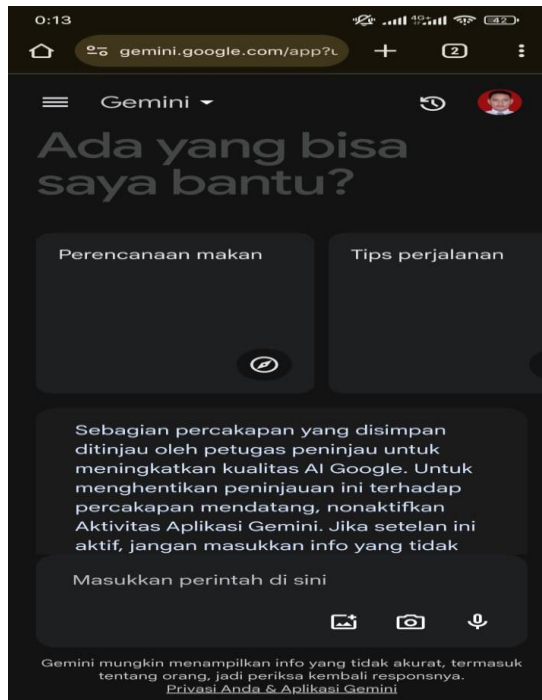 0:13
4G+
42
gemini.google.com/app?u
2
Gemini
Ada yang bisa
saya bantu?
Perencanaan makan
Tips perjalanan
Sebagian percakapan yang disimpan
ditinjau oleh petugas peninjau untuk
meningkatkan kualitas AI Google. Untuk
menghentikan peninjauan ini terhadap
percakapan mendatang, nonaktifkan
Aktivitas Aplikasi Gemini. Jika setelan ini
aktif, jangan masukkan info yang tidak
Masukkan perintah di sini
Gemini mungkin menampilkan info yang tidak akurat, termasuk
tentang orang, jadi periksa kembali responsnya.
Privasi Anda & Aplikasi Gemini